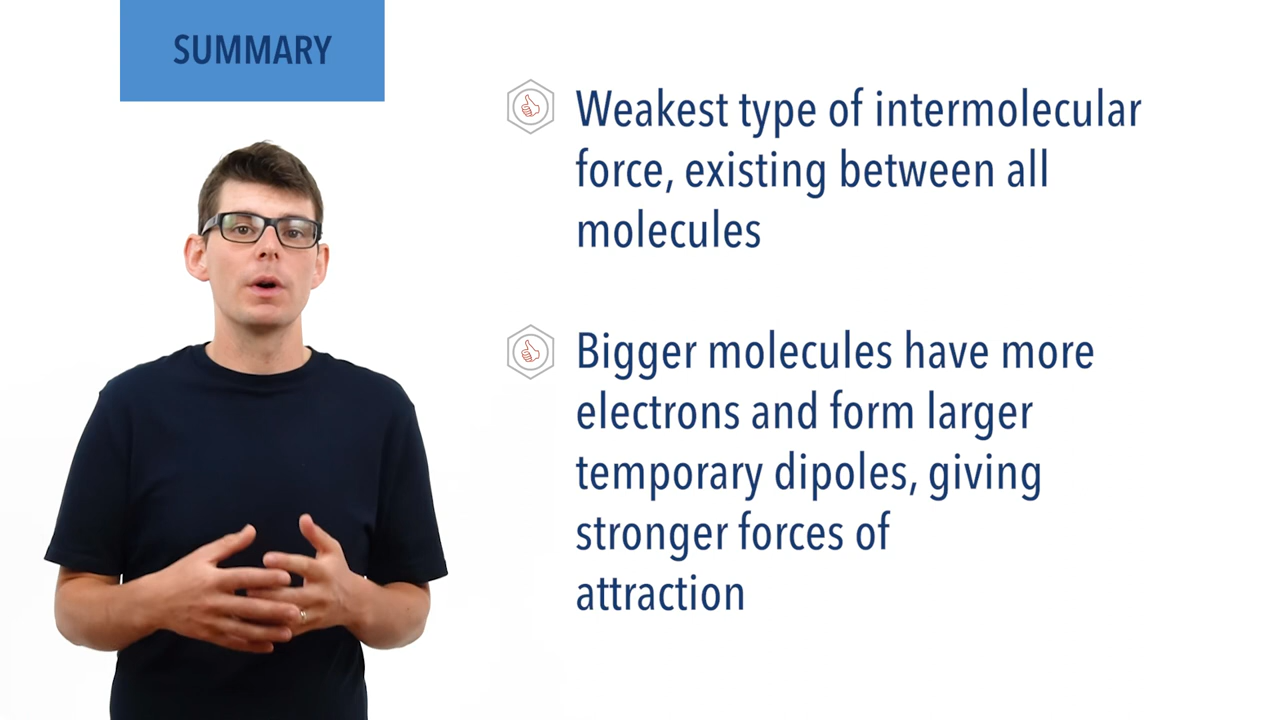 SUMMARY
Weakest type of intermolecular
force, existing between all
molecules
Bigger molecules have more
electrons and form larger
temporary dipoles, giving
stronger forces of
attraction